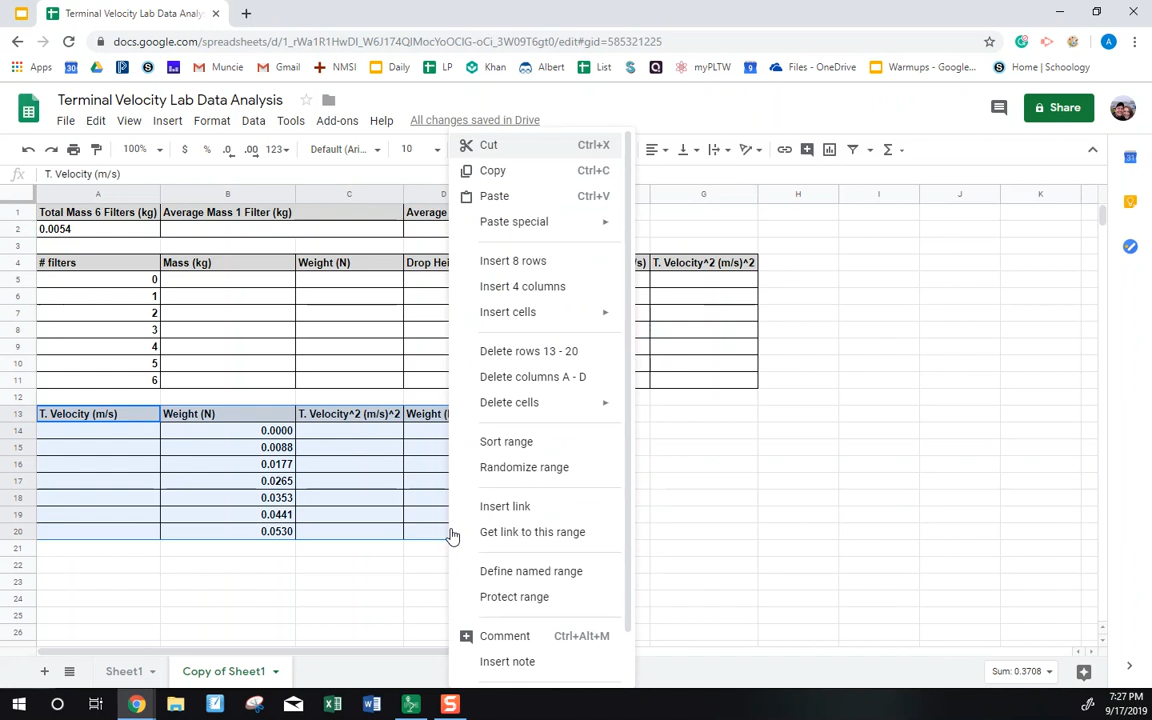 Terminal Velocity Lab Data Analys
docs.google.com/spreadsheets/d/1_rWa1R1HwDI_W6J174QIMocYoOCIG-oCi_3W09T6gt0/edit#gid=585321225
Apps Muncie Gmail NMSI Daily LP Khan Albert List myPLTW Files - OneDrive Warmups - Google... Home | Schoology
Terminal Velocity Lab Data Analysis
File Edit View Insert Format Data Tools Add-ons Help All changes saved in Drive
Share
100% $ % .0 .00 123 Default (Ari... 10
fx T. Velocity (m/s)
A B C D G H I J K
1 Total Mass 6 Filters (kg) Average Mass 1 Filter (kg) Average
2 0.0054
3
4 # filters Mass (kg) Weight (N) Drop Hei s) T. Velocity^2 (m/s)^2
5 0
6 1
7 2
8 3
9 4
10 5
11 6
12
13 T. Velocity (m/s) Weight (N) T. Velocity^2 (m/s)^2 Weight (
14 0.0000
15 0.0088
16 0.0177
17 0.0265
18 0.0353
19 0.0441
20 0.0530
21
22
23
24
25
26
Cut Ctrl+X
Copy Ctrl+C
Paste Ctrl+V
Paste special
Insert 8 rows
Insert 4 columns
Insert cells
Delete rows 13 - 20
Delete columns A - D
Delete cells
Sort range
Randomize range
Insert link
Get link to this range
Define named range
Protect range
Comment Ctrl+Alt+M
Insert note
Sheet1 Copy of Sheet1 Sum: 0.3708
7:27 PM
9/17/2019